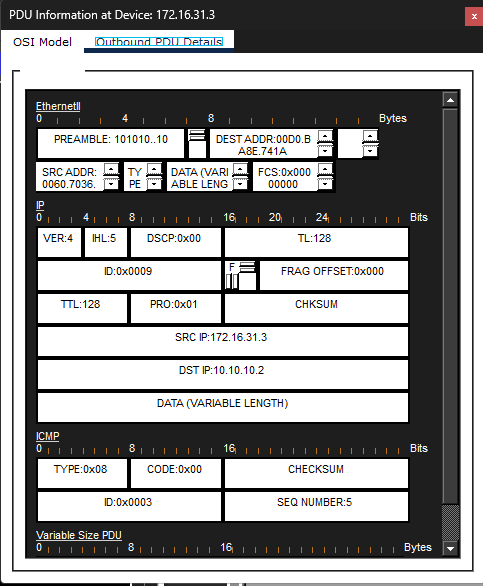 PDU Information at Device: 172.16.31.3
x
OSI Model
Outbound PDU Details
EthernetII
0 4 8 Bytes
PREAMBLE: 101010..10
DEST ADDR:00D0.B
A8E.741A
SRC ADDR:
0060.7036.
TY
PE
DATA (VARI
ABLE LENG
FCS:0x000
00000
IP
0 4 8 16 20 24 Bits
VER:4 IHL:5 DSCP:0x00 TL:128
ID:0x0009 F FRAG OFFSET:0x000
TTL:128 PRO:0x01 CHKSUM
SRC IP:172.16.31.3
DST IP:10.10.10.2
DATA (VARIABLE LENGTH)
ICMP
0 8 16 Bits
TYPE:0x08 CODE:0x00 CHECKSUM
ID:0x0003 SEQ NUMBER:5
Variable Size PDU
0 8 16 Bytes